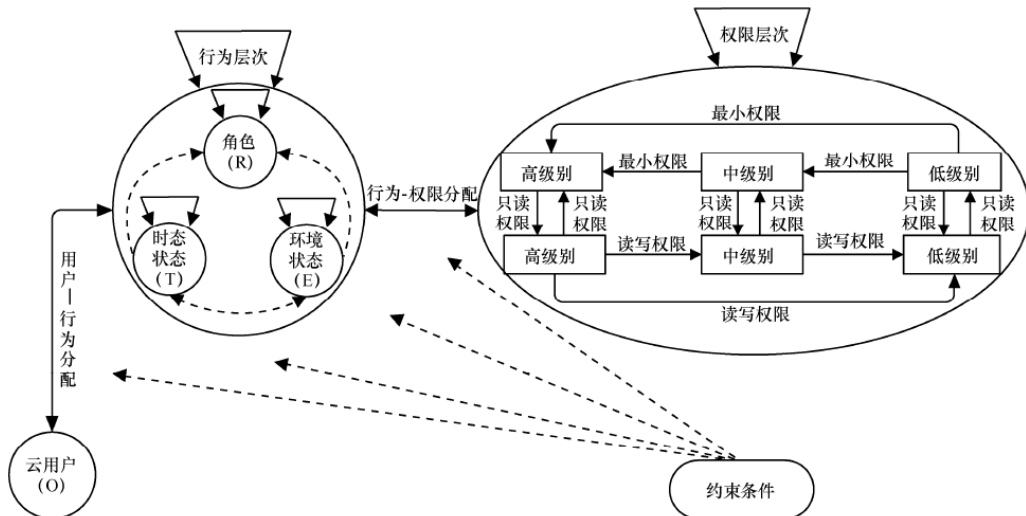 行为层次
权限层次
角色
(R)
时态
状态
(T)
环境
状态
(E)
行为-权限分配
最小权限
高级别
最小权限
中级别
最小权限
低级别
只读
权限
只读
权限
只读
权限
只读
权限
只读
权限
只读
权限
高级别
读写权限
中级别
读写权限
低级别
读写权限
用户—行为分配
云用户
(O)
约束条件